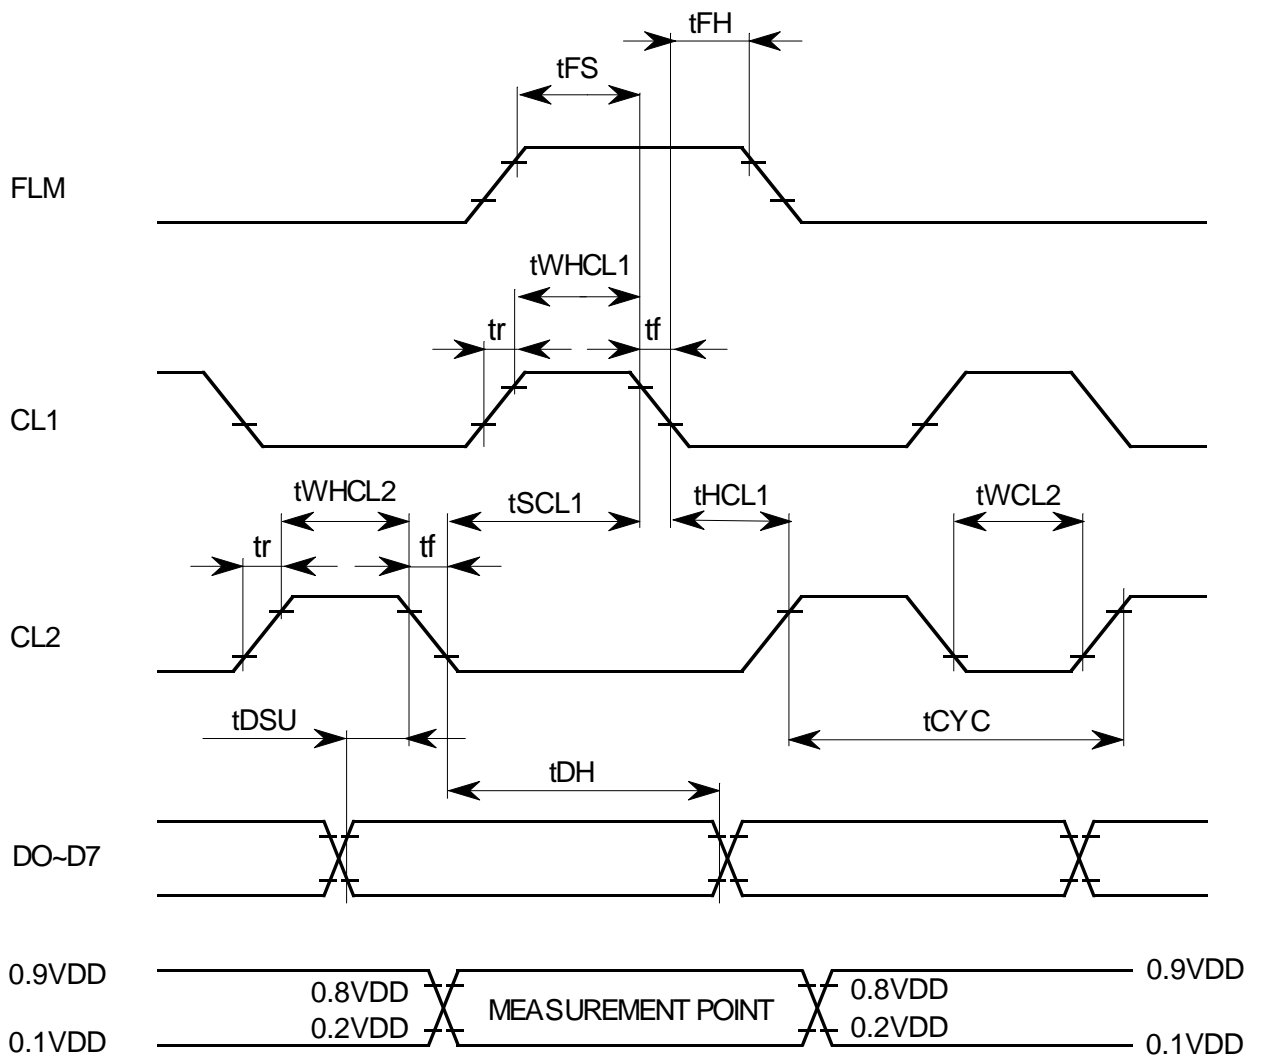 tFH
tFS
FLM
tWHCL1
tr
tf
CL1
tWHCL2
tSCL1
tHCL1
tWCL2
tr
tf
CL2
tDSU
tCYC
tDH
DO~D7
0.9VDD
0.9VDD
0.8VDD
0.8VDD
MEASUREMENT POINT
0.2VDD
0.2VDD
0.1VDD
0.1VDD